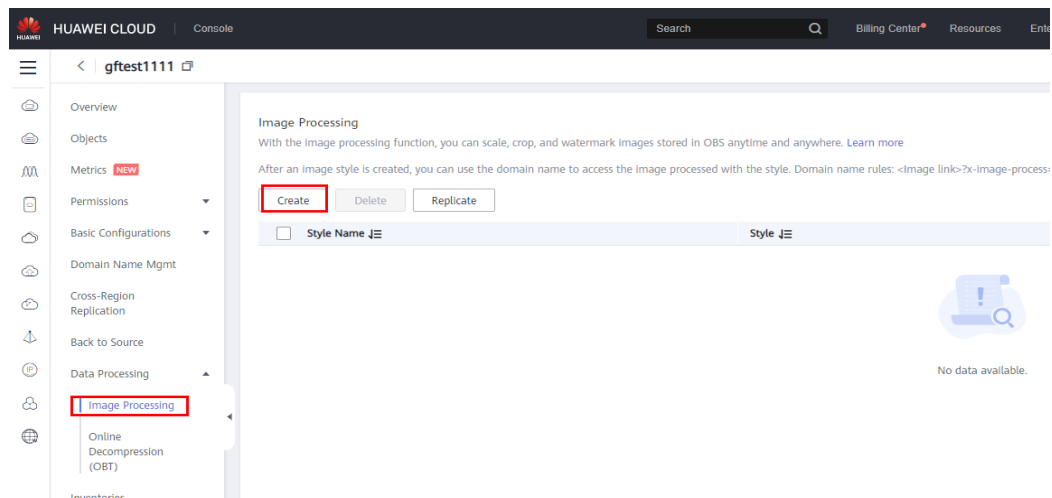 HUAWEI
HUAWEI CLOUD
Console
Search
Billing Center
Resources
gftest1111
Overview
Objects
Metrics NEW
Permissions
Basic Configurations
Domain Name Mgmt
Cross-Region
Replication
Back to Source
Data Processing
Image Processing
Online
Decompression
(OBT)
Inventories
IP
Image Processing
With the image processing function, you can scale, crop, and watermark images stored in OBS anytime and anywhere. Learn more
After an image style is created, you can use the domain name to access the image processed with the style. Domain name rules: <Image link>?x-image-process=
Create
Delete
Replicate
Style Name
Style
No data available.